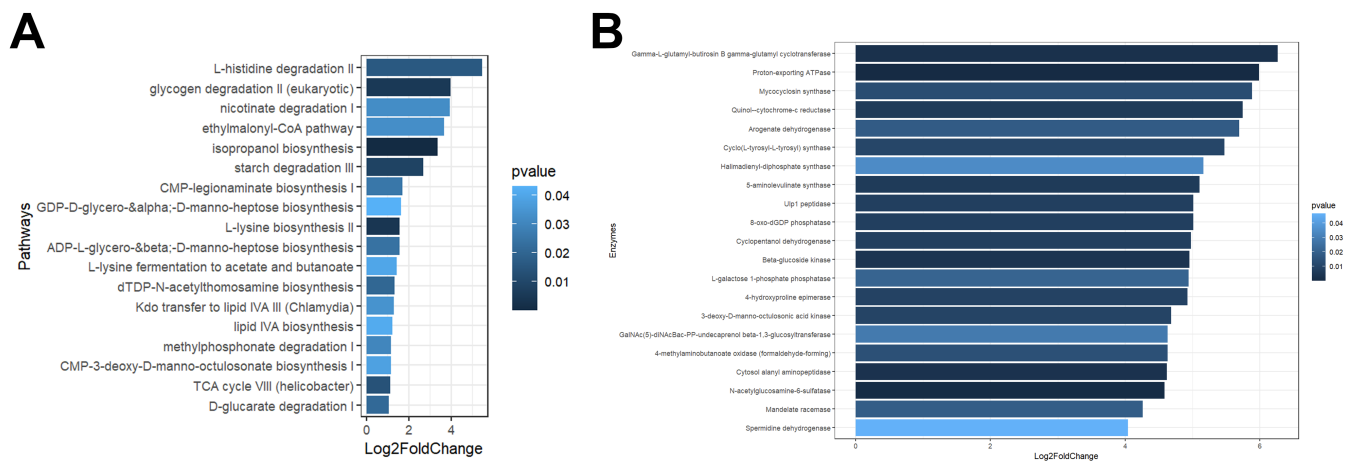 A
Pathways
L-histidine degradation II
glycogen degradation II (eukaryotic)
nicotinate degradation I
ethylmalonyl-CoA pathway
isopropanol biosynthesis
starch degradation III
CMP-legionaminate biosynthesis I
GDP-D-glycero-&alpha;-D-manno-heptose biosynthesis
L-lysine biosynthesis II
ADP-L-glycero-&beta;-D-manno-heptose biosynthesis
L-lysine fermentation to acetate and butanoate
dTDP-N-acetylthomosamine biosynthesis
Kdo transfer to lipid IVA III (Chlamydia)
lipid IVA biosynthesis
methylphosphonate degradation I
CMP-3-deoxy-D-manno-octulosonate biosynthesis I
TCA cycle VIII (helicobacter)
D-glucarate degradation I
0 2 4
Log2FoldChange
pvalue
0.04
0.03
0.02
0.01
B
Enzymes
Gamma-L-glutamyl-butirosin B gamma-glutamyl cyclotransferase
Proton-exporting ATPase
Mycocyclosin synthase
Quinol--cytochrome-c reductase
Arogenate dehydrogenase
Cyclo(L-tyrosyl-L-tyrosyl) synthase
Halimadienyl-diphosphate synthase
5-aminolevulinate synthase
Ulp1 peptidase
8-oxo-dGDP phosphatase
Cyclopentanol dehydrogenase
Beta-glucoside kinase
L-galactose 1-phosphate phosphatase
4-hydroxyproline epimerase
3-deoxy-D-manno-octulosonic acid kinase
GalNAc(5)-diNAcBac-PP-undecaprenol beta-1,3-glucosyltransferase
4-methylaminobutanoate oxidase (formaldehyde-forming)
Cytosol alanyl aminopeptidase
N-acetylglucosamine-6-sulfatase
Mandelate racemase
Spermidine dehydrogenase
0 2 4 6
Log2FoldChange
pvalue
0.04
0.03
0.02
0.01